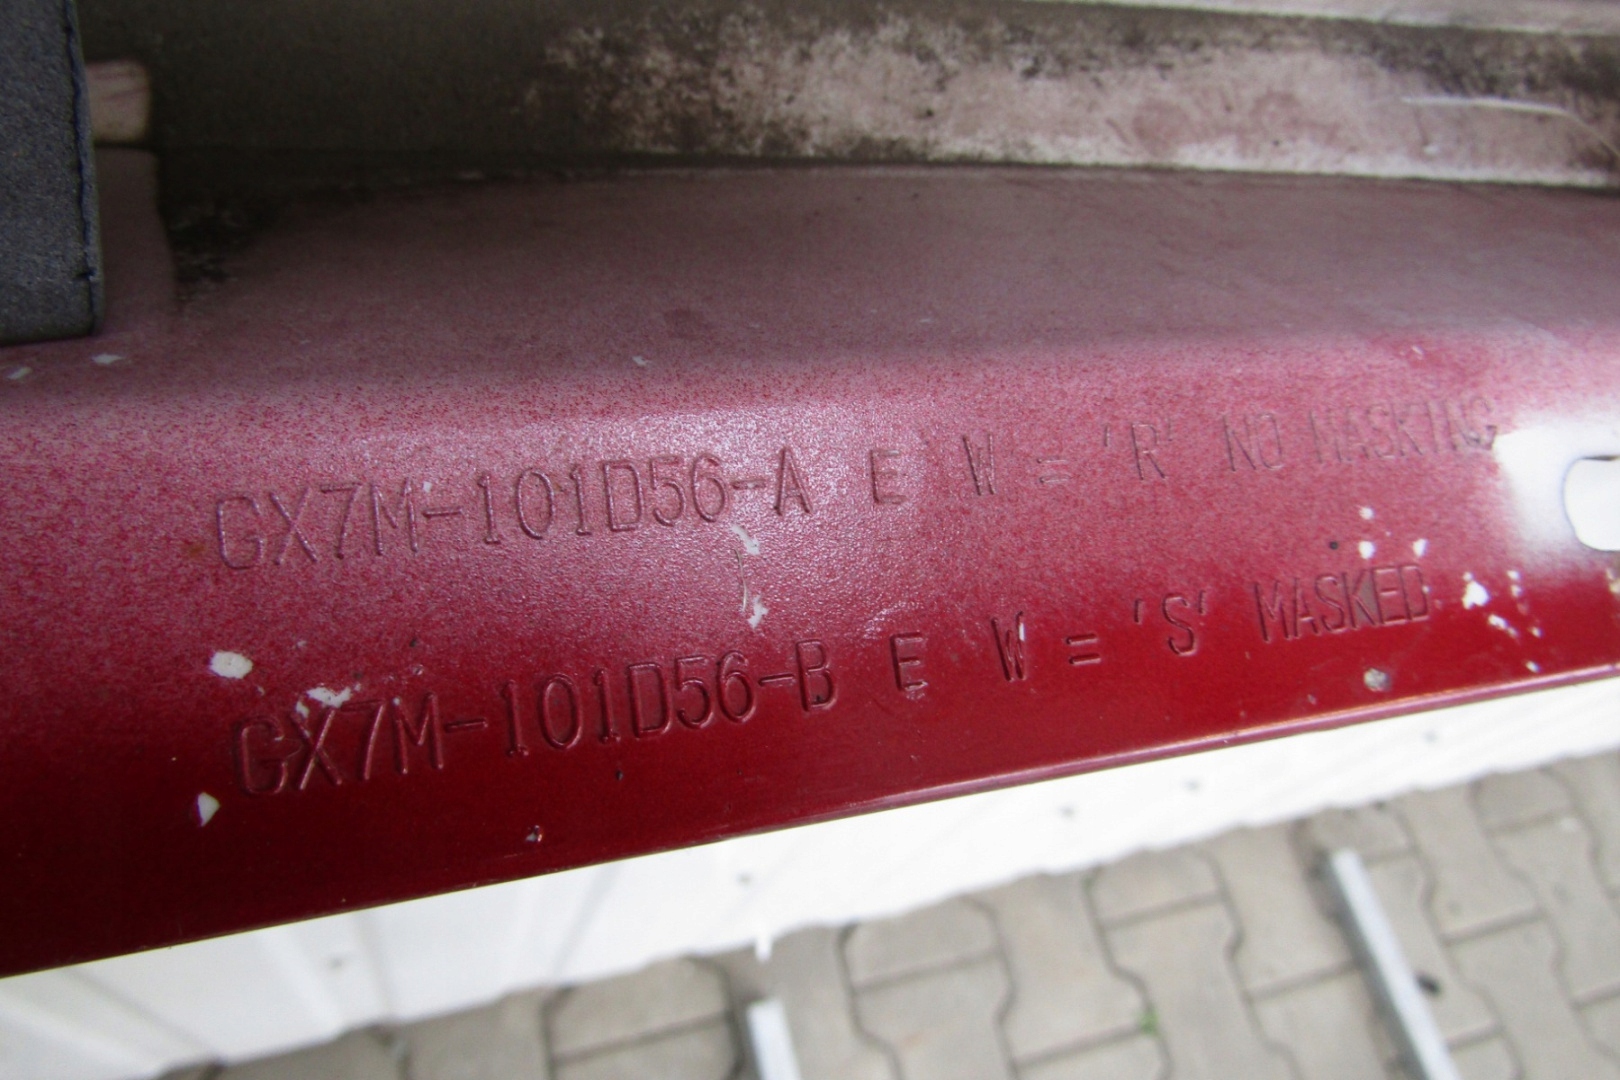 GX7M-101D56-A E W = 'R' NO MASKING
GX7M-101D56-B E W = 'S' MASKED